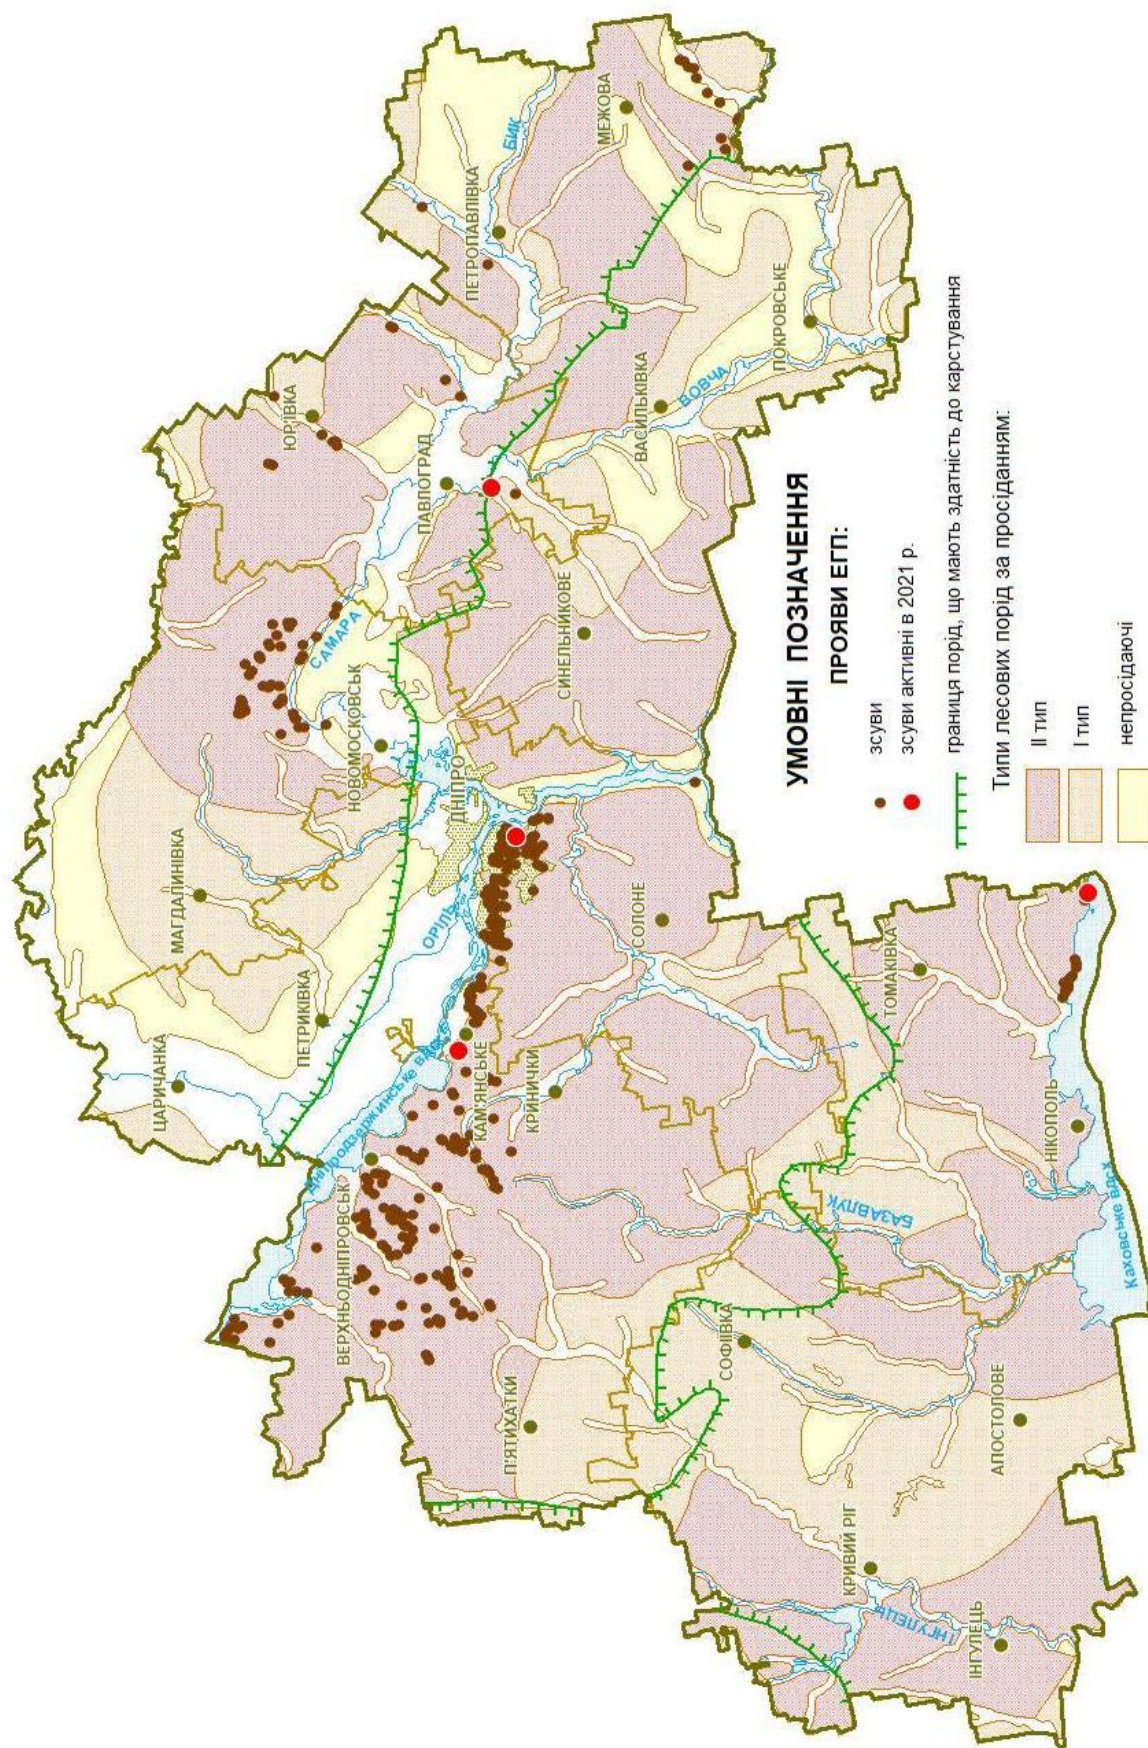 ЦАРИЧАНКА
МАГДАЛИНІВКА
ПЕТРИКІВКА
НОВОМОСКОВСЬК
САМАРА
ЮР'ЇВКА
ПАВЛОГРАД
ПЕТРОПАВЛІВКА
БИК
МЕЖОВА
Дніпродзержинське вдсх
ОРІЛЬ
ДНІПРО
СИНЕЛЬНИКОВЕ
ВАСИЛЬКІВКА
ВОВЧА
ПОКРОВСЬКЕ
ВЕРХНЬОДНІПРОВСЬК
КАМ'ЯНСЬКЕ
КРИНИЧКИ
СОЛОНЕ
П'ЯТИХАТКИ
СОФІЇВКА
БАЗАВЛУК
ТОМАКІВКА
НІКОПОЛЬ
Каховське вдсх
АПОСТОЛОВЕ
КРИВИЙ РІГ
ІНГУЛЕЦЬ
ІНГУЛЕЦЬ
УМОВНІ ПОЗНАЧЕННЯ
ПРОЯВИ ЕГП:
зсуви
зсуви активні в 2021 р.
границя порід, що мають здатність до карстування
Типи лесових порід за просіданням:
ІІ тип
І тип
непросідаючі